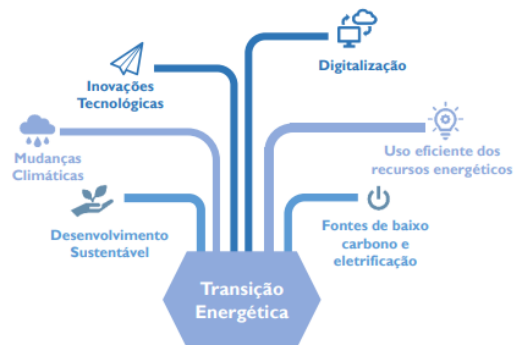 Digitalização
Inovações
Tecnológicas
Uso eficiente dos
recursos energéticos
Mudanças
Climáticas
Fontes de baixo
carbono e
eletrificação
Desenvolvimento
Sustentável
Transição
Energética